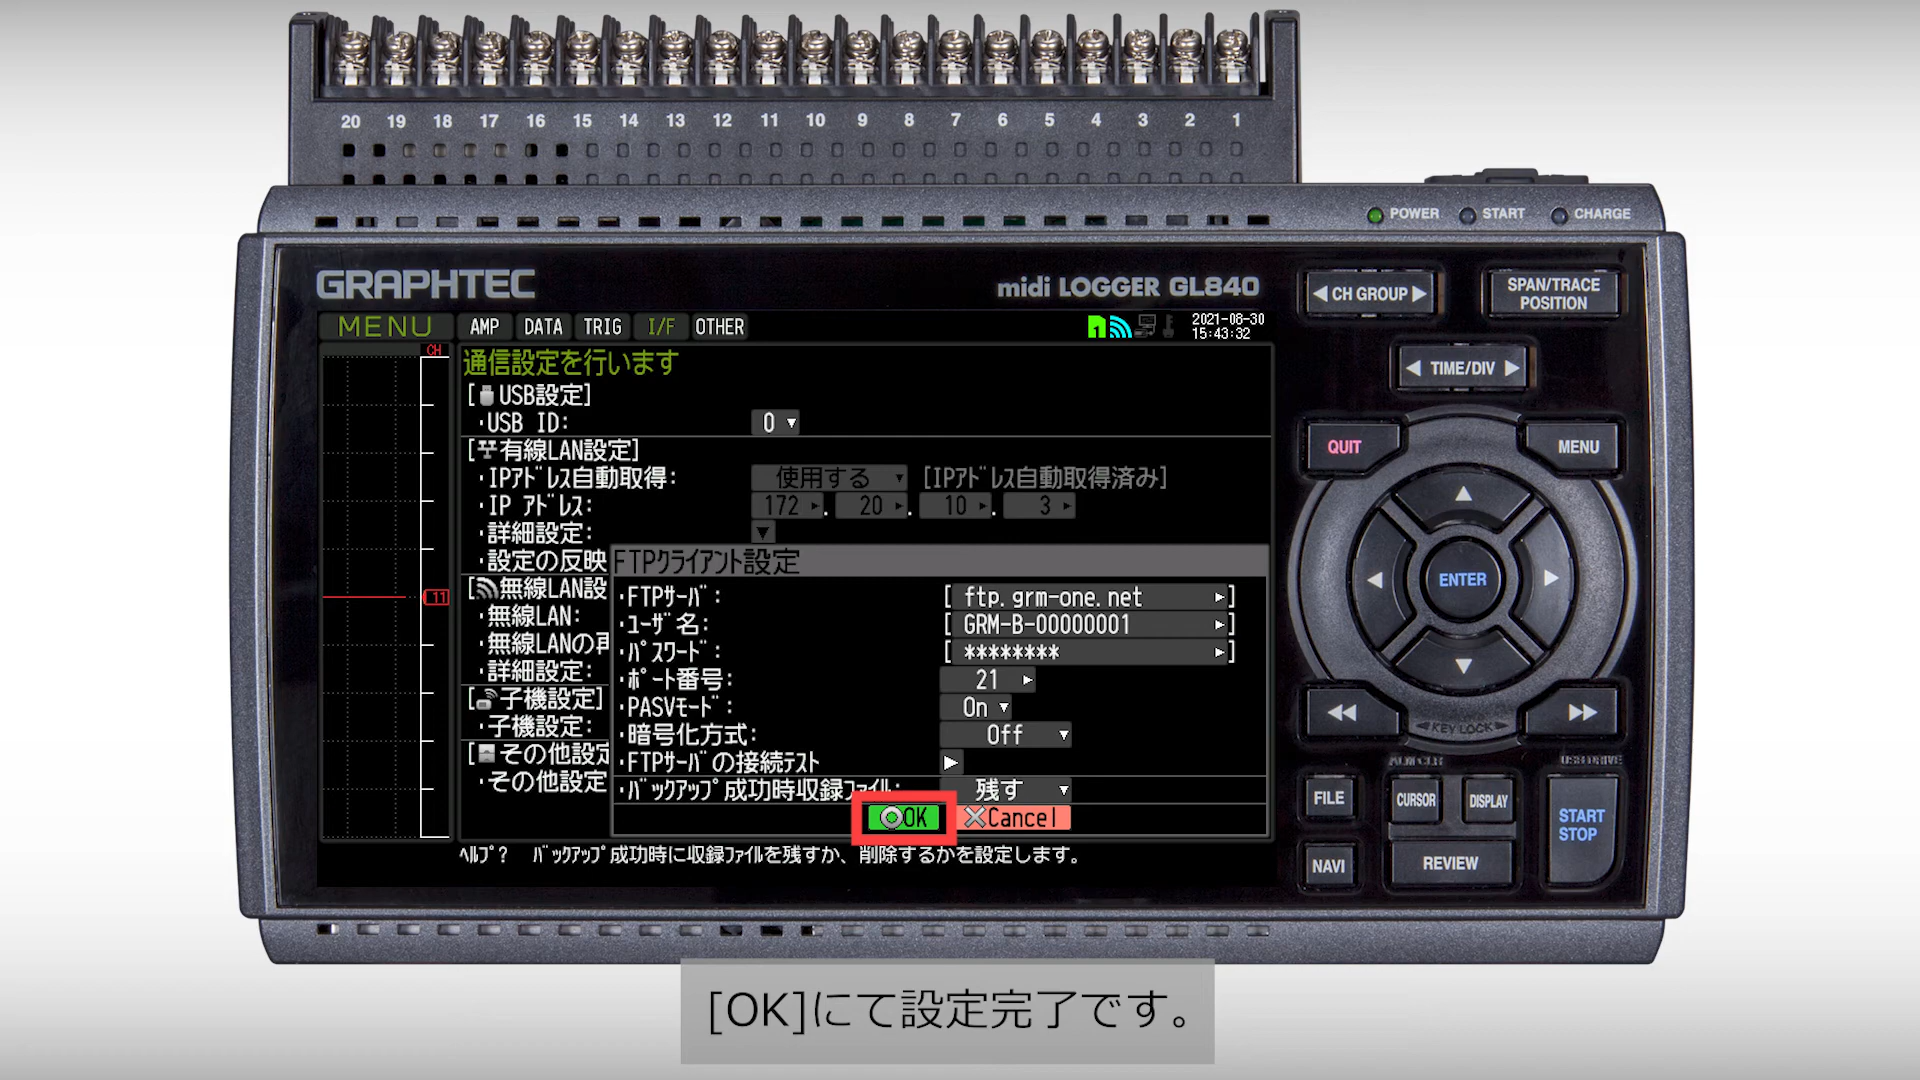 20 19 18 17 16 15 14 13 12 11 10 9 8 7 6 5 4 3 2 1
POWER START CHARGE
GRAPHTEC
midi LOGGER GL840
CH GROUP
SPAN/TRACE
POSITION
MENU AMP DATA TRIG I/F OTHER
1
2021-08-30
15:43:32
TIME/DIV
CH
通信設定を行います
[USB設定]
・USB ID: 0
QUIT
MENU
[有線LAN設定]
・IPアドレス自動取得: 使用する [IPアドレス自動取得済み]
・IP アドレス: 172. 20. 10. 3
・詳細設定:
・設定の反映
FTPクライアント設定
ENTER
[無線LAN設
・無線LAN:
・無線LANの再
・詳細設定:
[子機設定]
・子機設定:
[その他設定
・その他設定
11
・FTPサーバ: [ftp.grm-one.net]
・ユーザ名: [GRM-B-00000001]
・パスワード: [********]
・ポート番号: 21
・PASVモード: On
・暗号化方式: Off
・FTPサーバの接続テスト
・バックアップ成功時収録ファイル: 残す
OK Cancel
ヘルプ? バックアップ成功時に収録ファイルを残すか、削除するかを設定します。
KEY LOCK
ALM CLR
USB DRIVE
FILE
CURSOR
DISPLAY
START
STOP
NAVI
REVIEW
[OK]にて設定完了です。